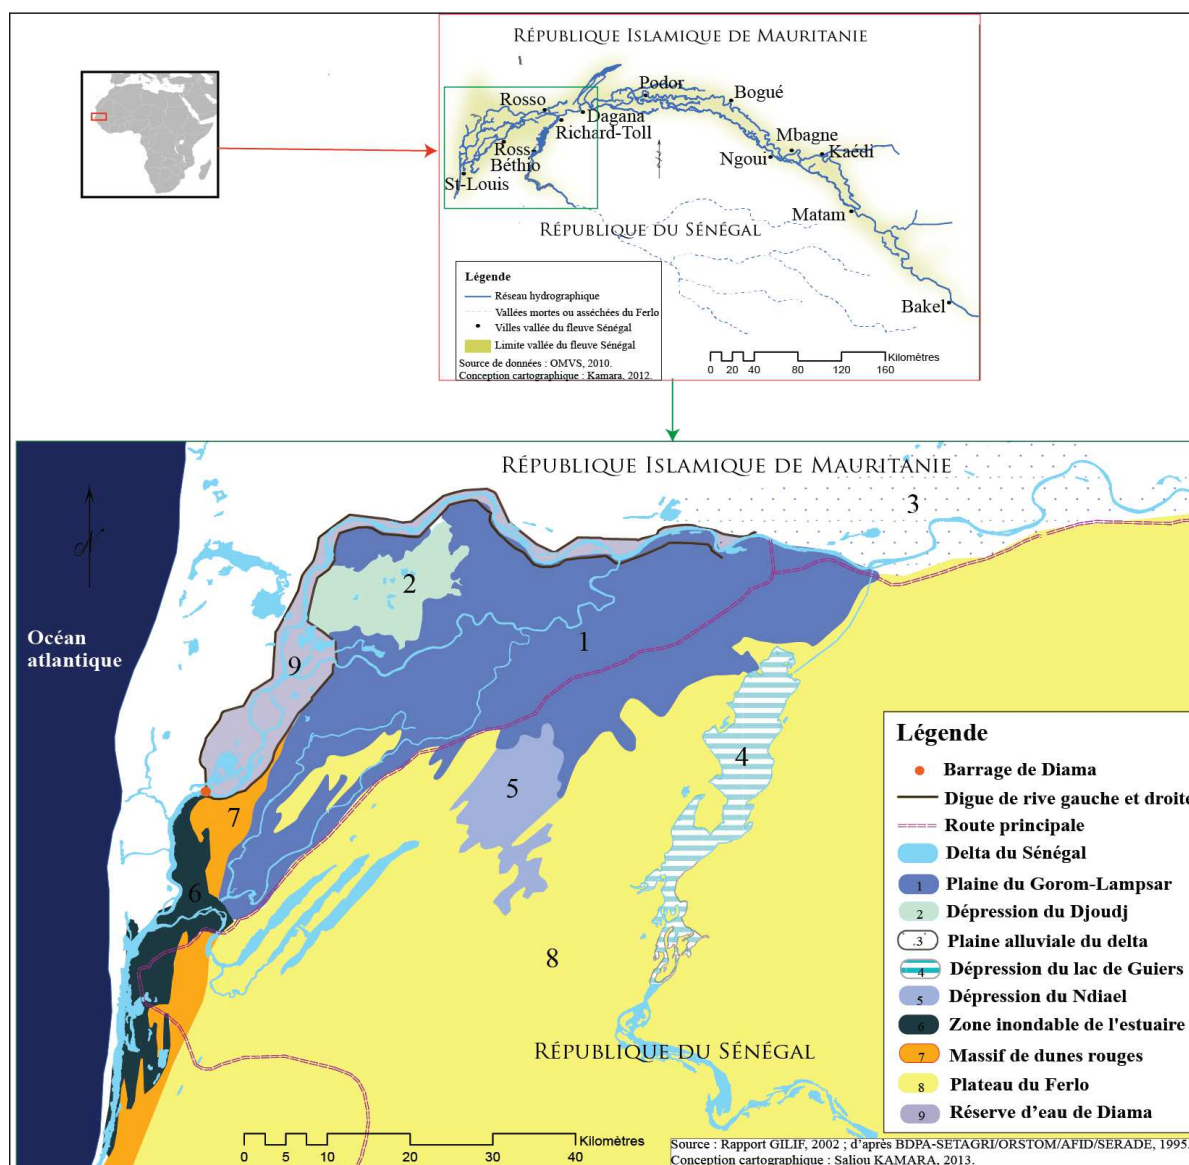 RÉPUBLIQUE ISLAMIQUE DE MAURITANIE
Podor
Bogué
Rosso
Dagana
Richard-Toll
Ross-
Béthio
St-Louis
Mbagne
Kaédi
Ngoui
Matam
RÉPUBLIQUE DU SÉNÉGAL
Bakel
Légende
Réseau hydrographique
Vallées mortes ou asséchées du Ferlo
Villes vallée du fleuve Sénégal
Limite vallée du fleuve Sénégal
Source de données : OMVS, 2010.
Conception cartographique : Kamara, 2012.
Kilomètres
0 20 40 80 120 160
RÉPUBLIQUE ISLAMIQUE DE MAURITANIE
3
N
2
Océan
atlantique
1
9
4
5
7
6
8
RÉPUBLIQUE DU SÉNÉGAL
Légende
Barrage de Diama
Digue de rive gauche et droite
Route principale
Delta du Sénégal
1 Plaine du Gorom-Lampsar
2 Dépression du Djoudj
.3 Plaine alluviale du delta
4 Dépression du lac de Guiers
5 Dépression du Ndiael
6 Zone inondable de l'estuaire
7 Massif de dunes rouges
8 Plateau du Ferlo
9 Réserve d'eau de Diama
Kilomètres
0 5 10 20 30 40
Source : Rapport GILIF, 2002 ; d'après BDPA-SETAGRI/ORSTOM/AFID/SERADE, 1995.
Conception cartographique : Saliou KAMARA, 2013.